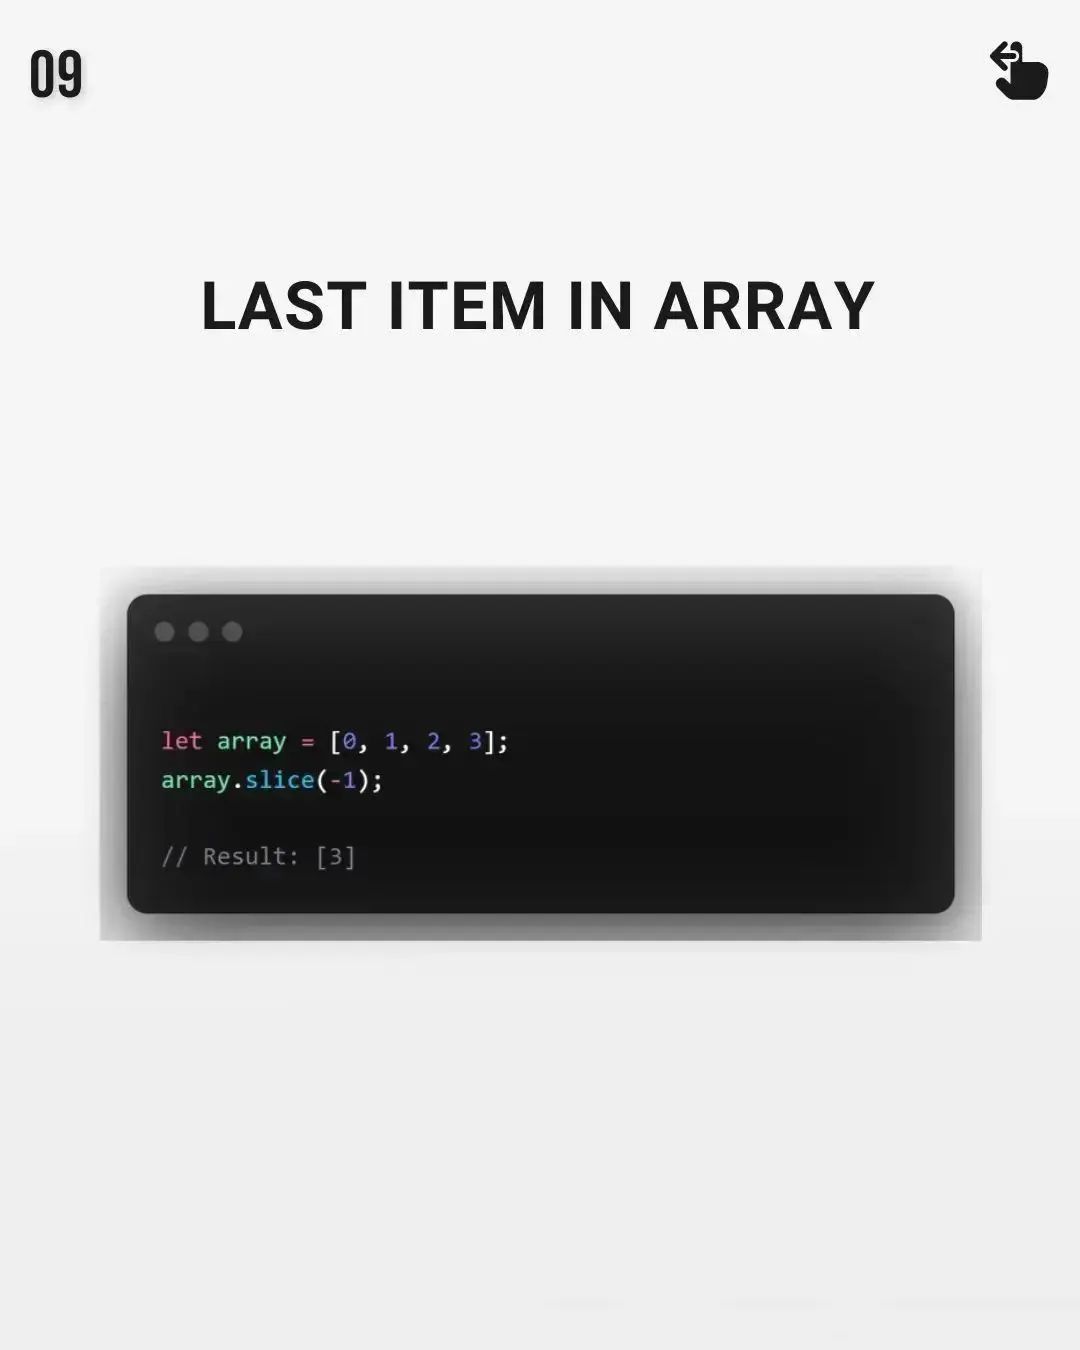 09
LAST ITEM IN ARRAY
let array = [0, 1, 2, 3];
array.slice(-1);
// Result: [3]